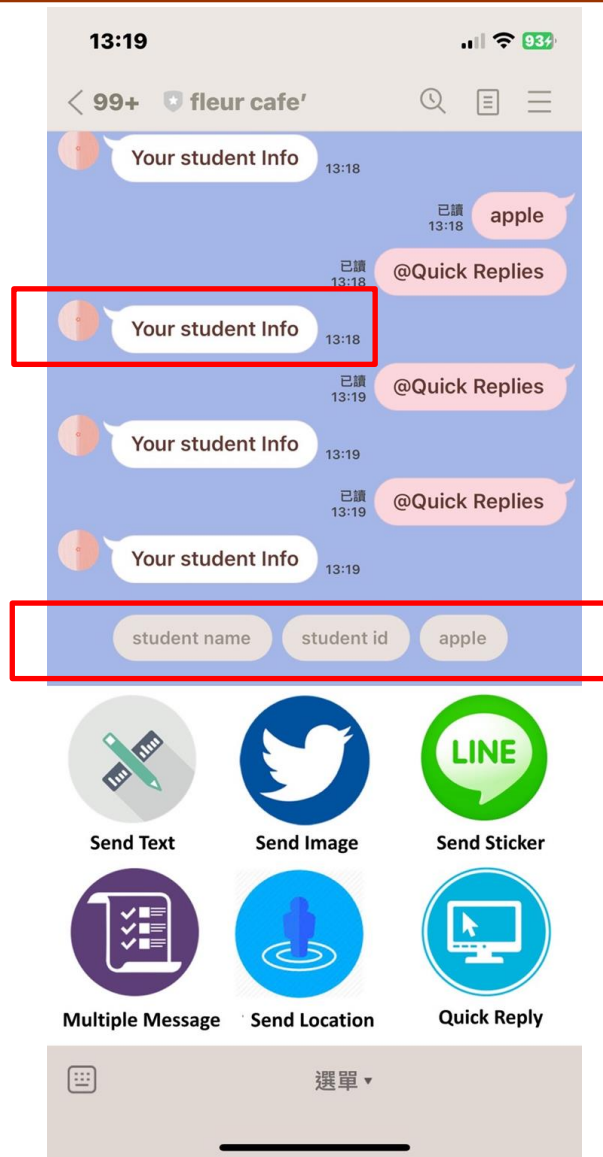 13:19
93
99+ fleur cafe'
Your student Info
13:18
已讀
13:18
apple
已讀
13:18
@Quick Replies
Your student Info
13:18
已讀
13:19
@Quick Replies
Your student Info
13:19
已讀
13:19
@Quick Replies
Your student Info
13:19
student name student id apple
LINE
Send Text Send Image Send Sticker
Multiple Message Send Location Quick Reply
選單